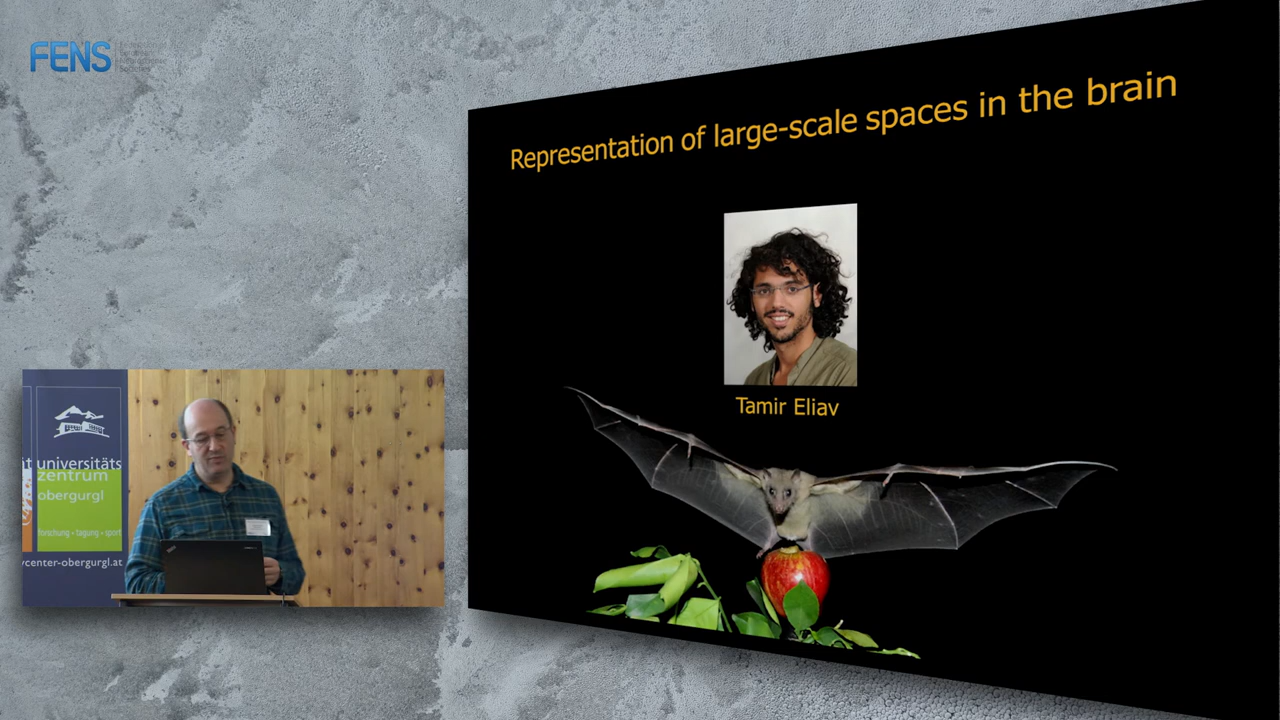 FENS
Representation of large-scale spaces in the brain
Tamir Eliav
universitäts
zentrum
obergurgl
forschung • tagung • sport
center-obergurgl.at